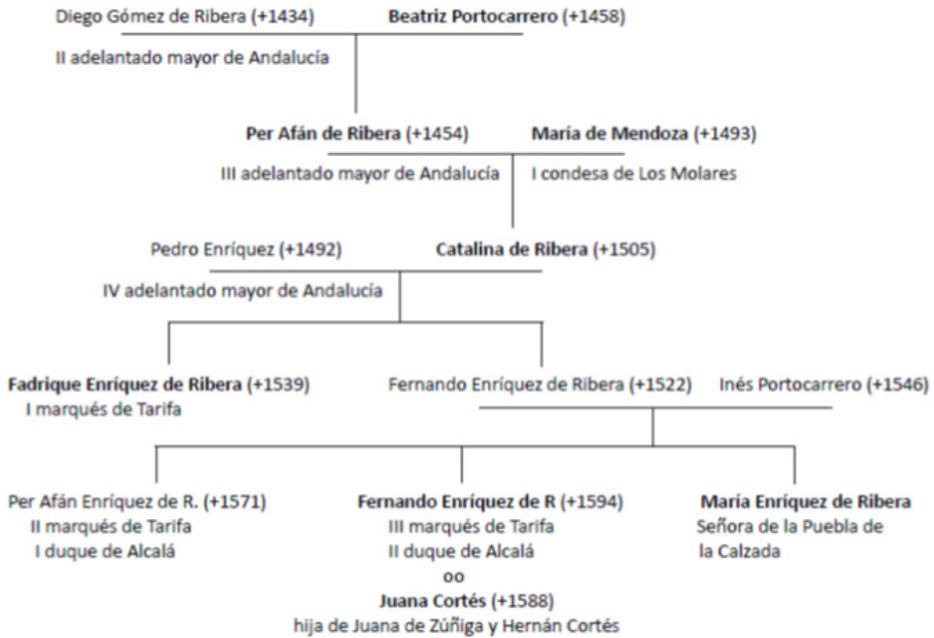 Diego Gómez de Ribera (+1434) Beatriz Portocarrero (+1458)
II adelantado mayor de Andalucía
Per Afán de Ribera (+1454) María de Mendoza (+1493)
III adelantado mayor de Andalucía I condesa de Los Molares
Pedro Enríquez (+1492) Catalina de Ribera (+1505)
IV adelantado mayor de Andalucía
Fadrique Enríquez de Ribera (+1539) Fernando Enríquez de Ribera (+1522) Inés Portocarrero (+1546)
I marqués de Tarifa
Per Afán Enríquez de R. (+1571) Fernando Enríquez de R (+1594) María Enríquez de Ribera
II marqués de Tarifa III marqués de Tarifa Señora de la Puebla de
I duque de Alcalá II duque de Alcalá la Calzada
oo
Juana Cortés (+1588)
hija de Juana de Zúñiga y Hernán Cortés